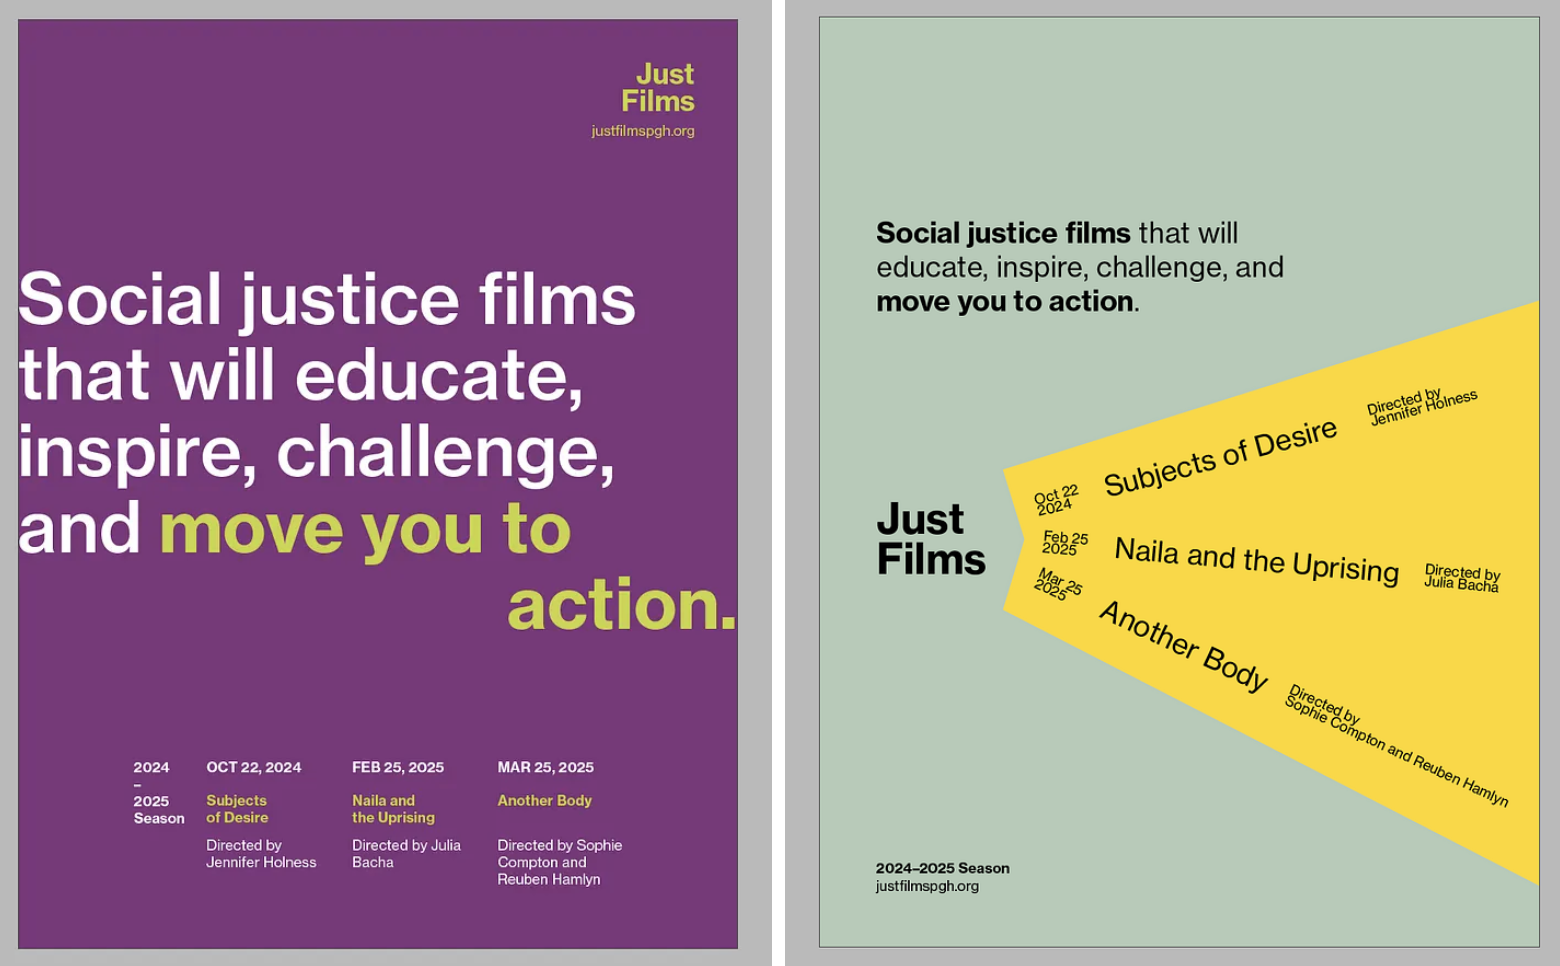 Just
Films
justfilmspgh.org
Social justice films
that will educate,
inspire, challenge,
and move you to
action.
2024
–
2025
Season
OCT 22, 2024
Subjects
of Desire
Directed by
Jennifer Holness
FEB 25, 2025
Naila and
the Uprising
Directed by Julia
Bacha
MAR 25, 2025
Another Body
Directed by Sophie
Compton and
Reuben Hamlyn
Social justice films that will
educate, inspire, challenge, and
move you to action.
Just
Films
Oct 22
2024
Subjects of Desire
Directed by
Jennifer Holness
Feb 25
2025
Naila and the Uprising
Directed by
Julia Bacha
Mar 25
2025
Another Body
Directed by
Sophie Compton and Reuben Hamlyn
2024–2025 Season
justfilmspgh.org